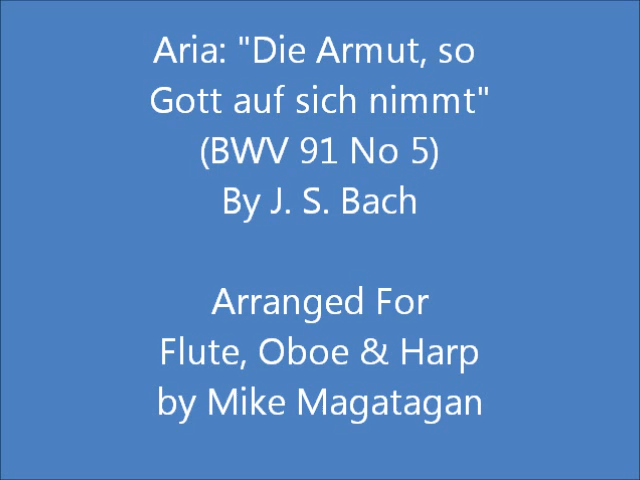 Aria: "Die Armut, so
Gott auf sich nimmt"
(BWV 91 No 5)
By J. S. Bach
Arranged For
Flute, Oboe & Harp
by Mike Magatagan